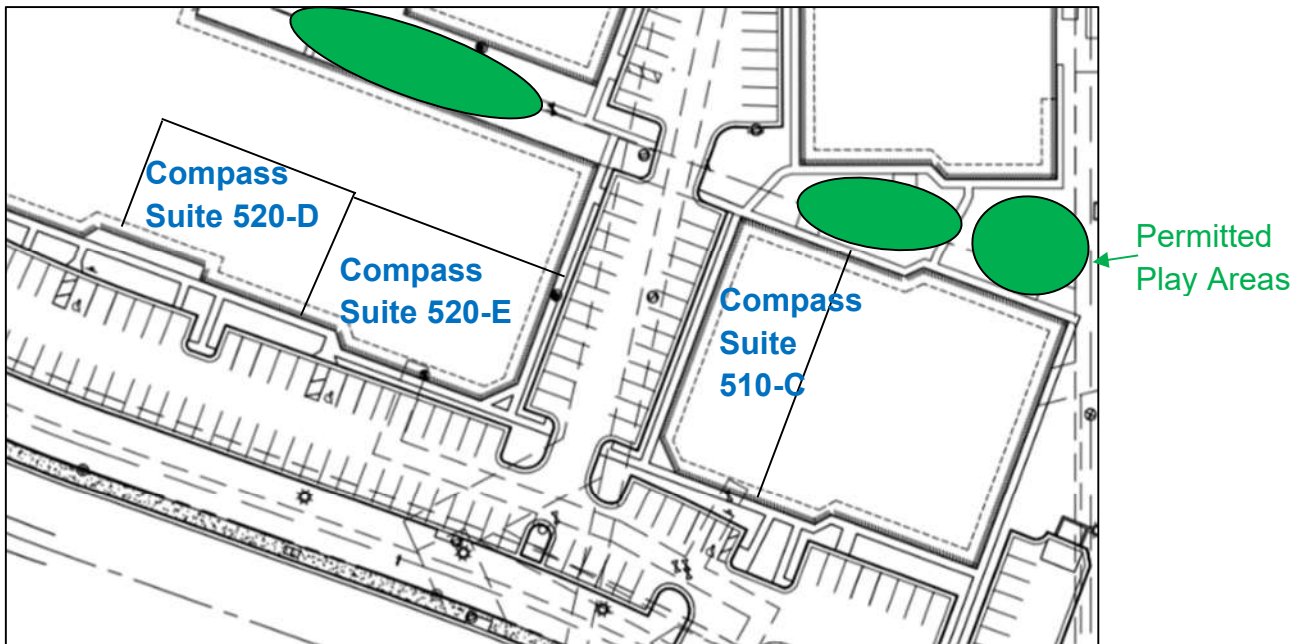 Compass
Suite 520-D
Compass
Suite 520-E
Compass
Suite
510-C
Permitted
Play Areas